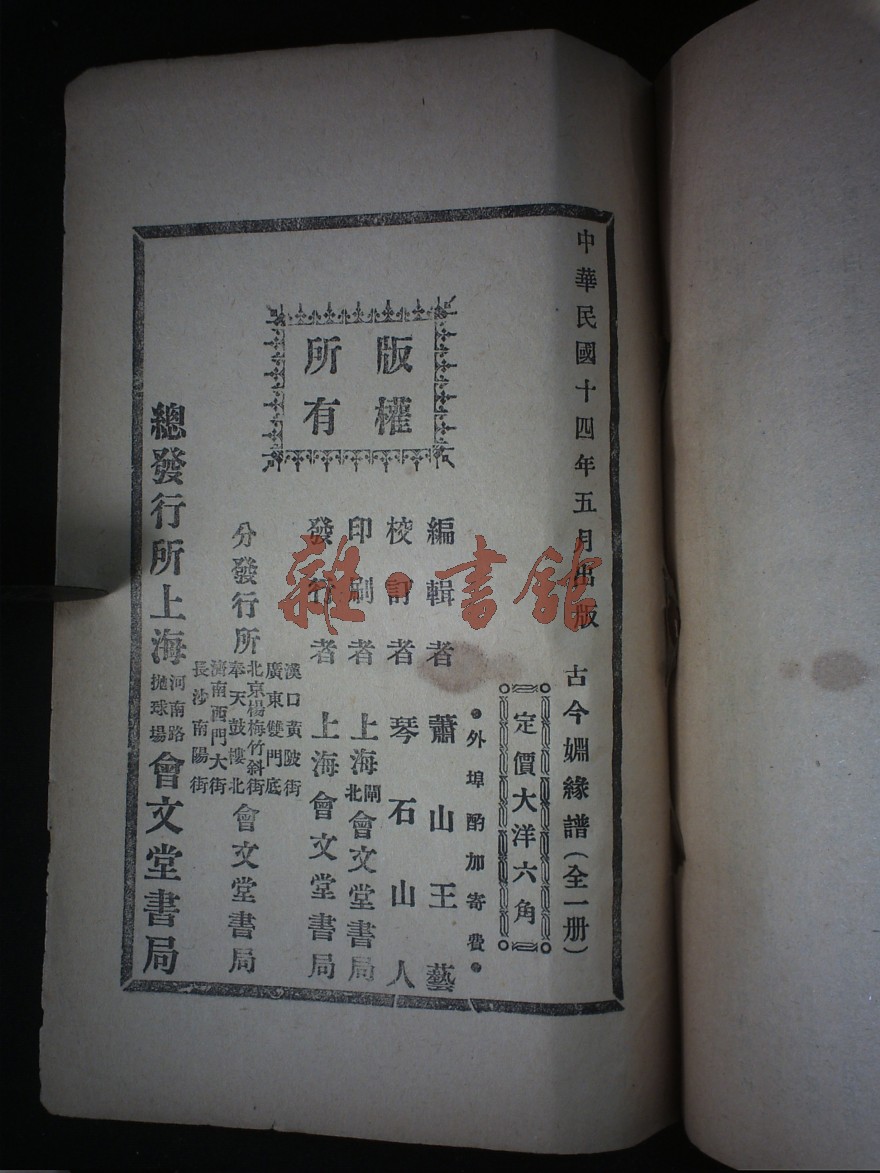 中華民國十四年五月出版
古今婣緣譜(全一册)
定價大洋六角
●外埠酌加寄費●
版權
所有
編輯者 蕭山王藝
校訂者 琴石山人
印刷者 上海閘北會文堂書局
發行者 上海會文堂書局
分發行所
漢口黃陂街
廣東雙門底
北京楊梅竹斜街
奉天鼓樓北
濟南西門大街
長沙南陽街
會文堂書局
總發行所上海河南路拋球場會文堂書局
雜·書館